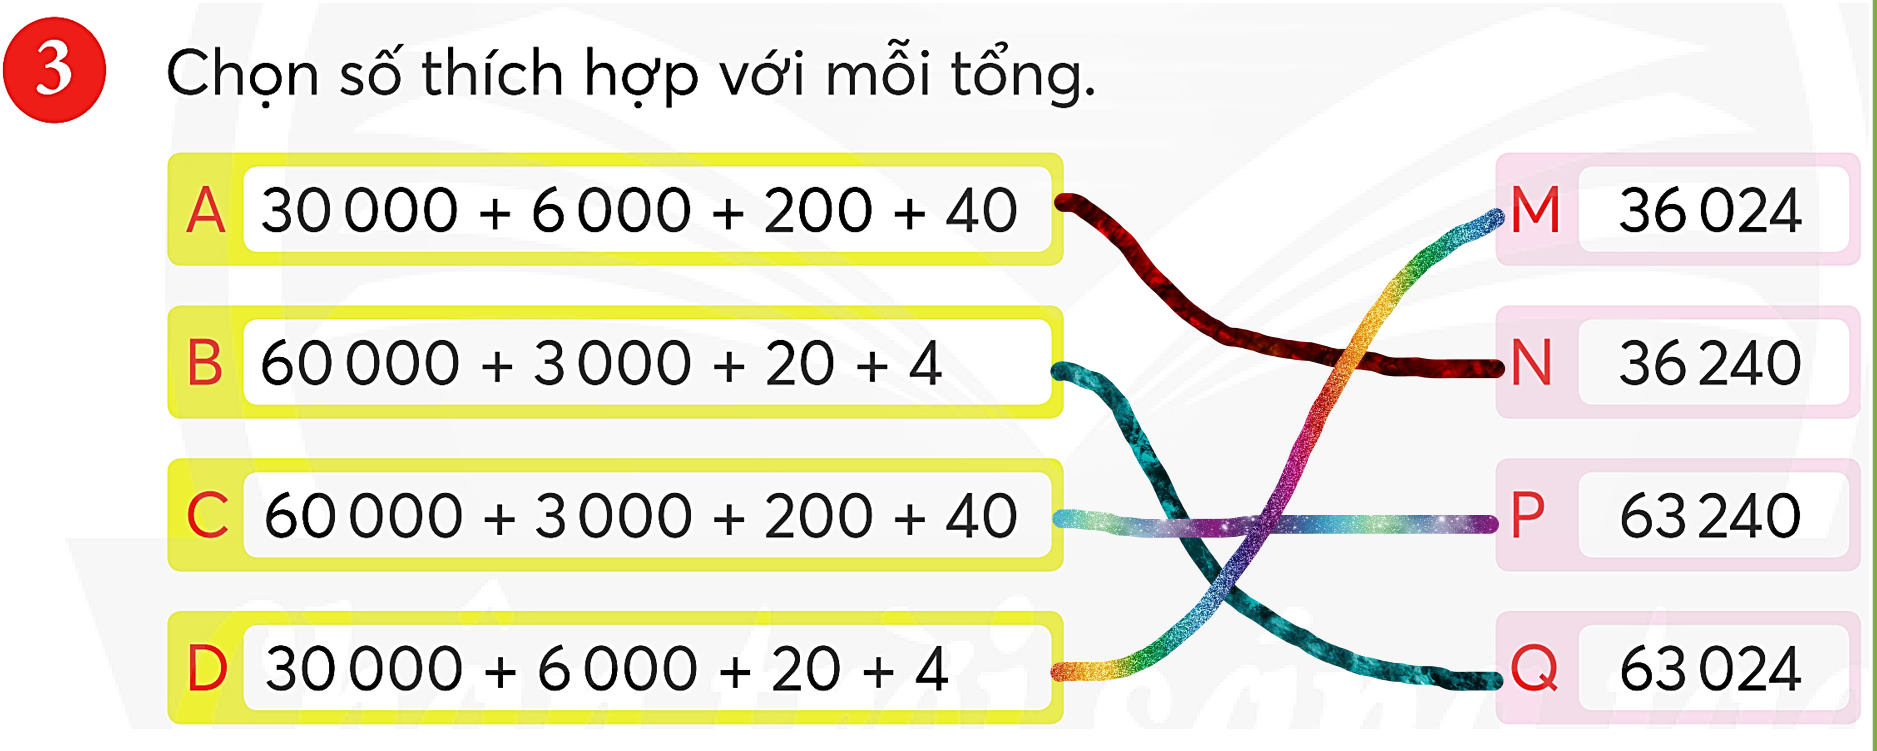 3 Chọn số thích hợp với mỗi tổng.
A 30 000 + 6 000 + 200 + 40 M 36 024
B 60 000 + 3 000 + 20 + 4 N 36 240
C 60 000 + 3 000 + 200 + 40 P 63 240
D 30 000 + 6 000 + 20 + 4 Q 63 024